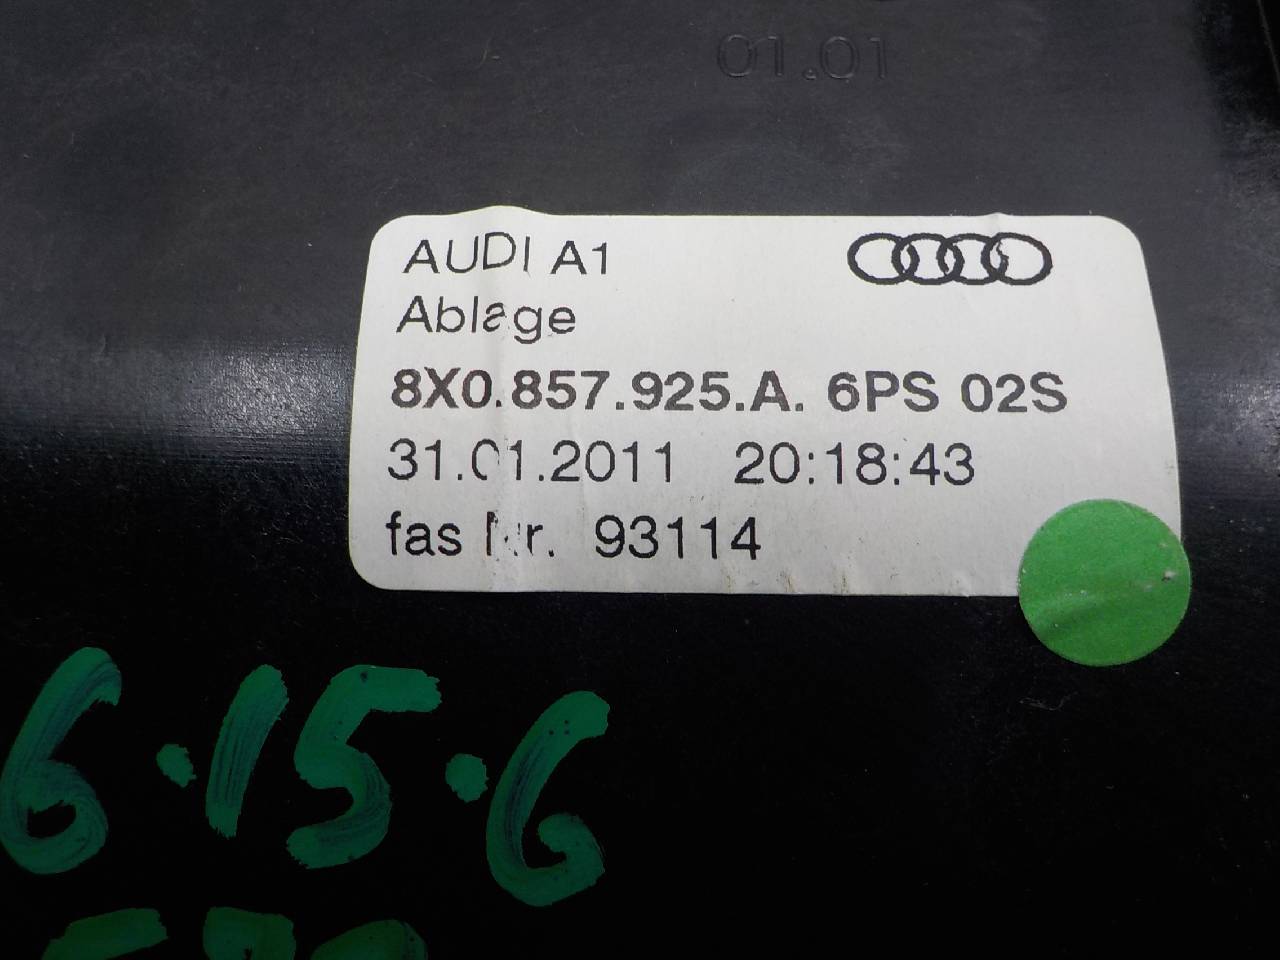 01.01
AUDI A1
Ablage
8X0.857.925.A. 6PS 02S
31.01.2011 20:18:43
fas Nr. 93114
6.15.6